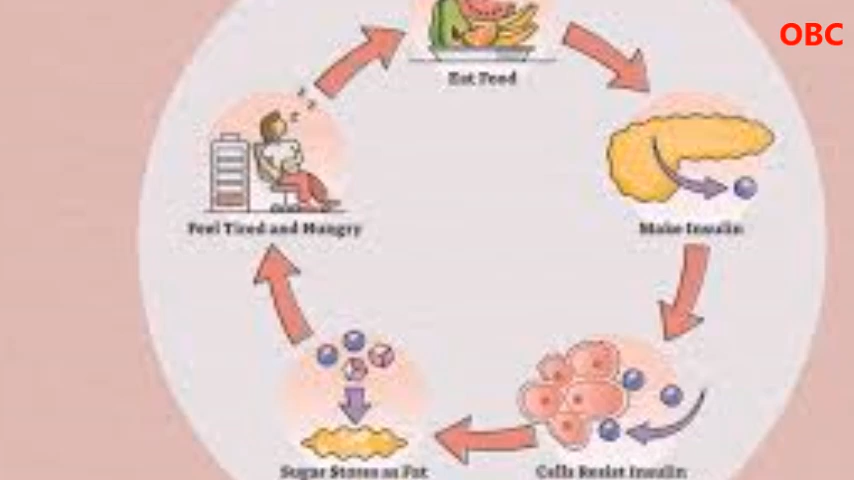 OBC
Eat Food
Feel Tired and Hungry
Make Insulin
Sugar Stores as Fat
Cells Resist Insulin